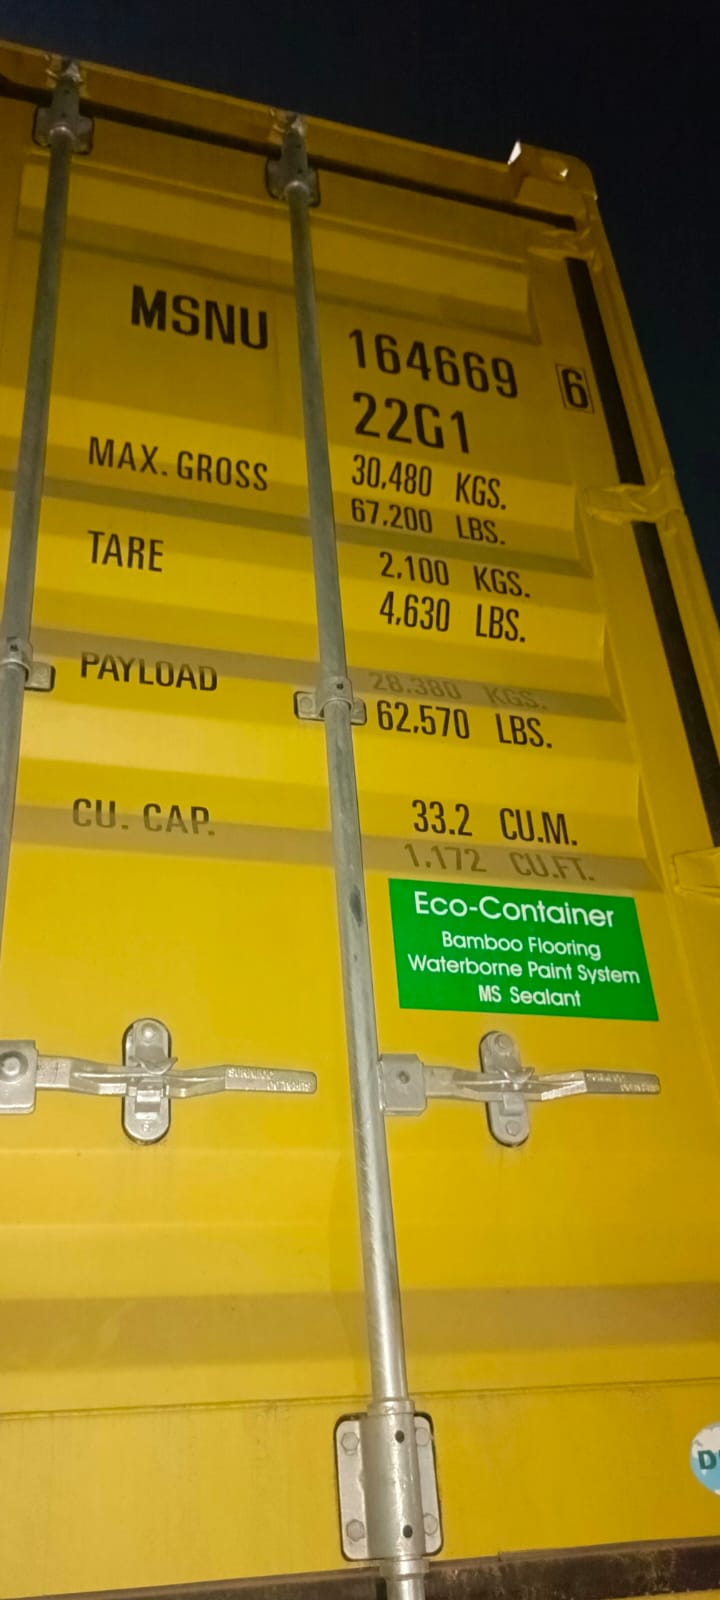 MSNU 164669 6
22G1
MAX. GROSS 30,480 KGS.
67,200 LBS.
TARE 2,100 KGS.
4,630 LBS.
PAYLOAD 28,380 KGS.
62,570 LBS.
CU. CAP. 33.2 CU.M.
1,172 CU.FT.
Eco-Container
Bamboo Flooring
Waterborne Paint System
MS Sealant